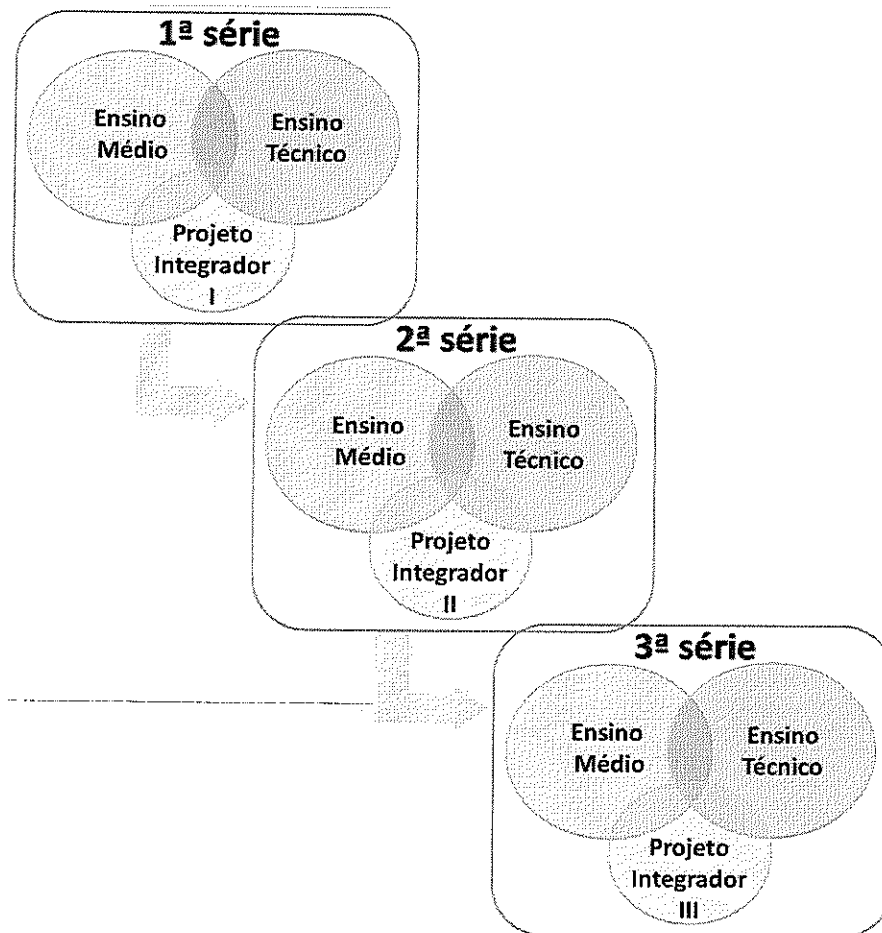 1ª série
Ensino
Médio
Ensino
Técnico
Projeto
Integrador
I
2ª série
Ensino
Médio
Ensino
Técnico
Projeto
Integrador
II
3ª série
Ensino
Médio
Ensino
Técnico
Projeto
Integrador
III